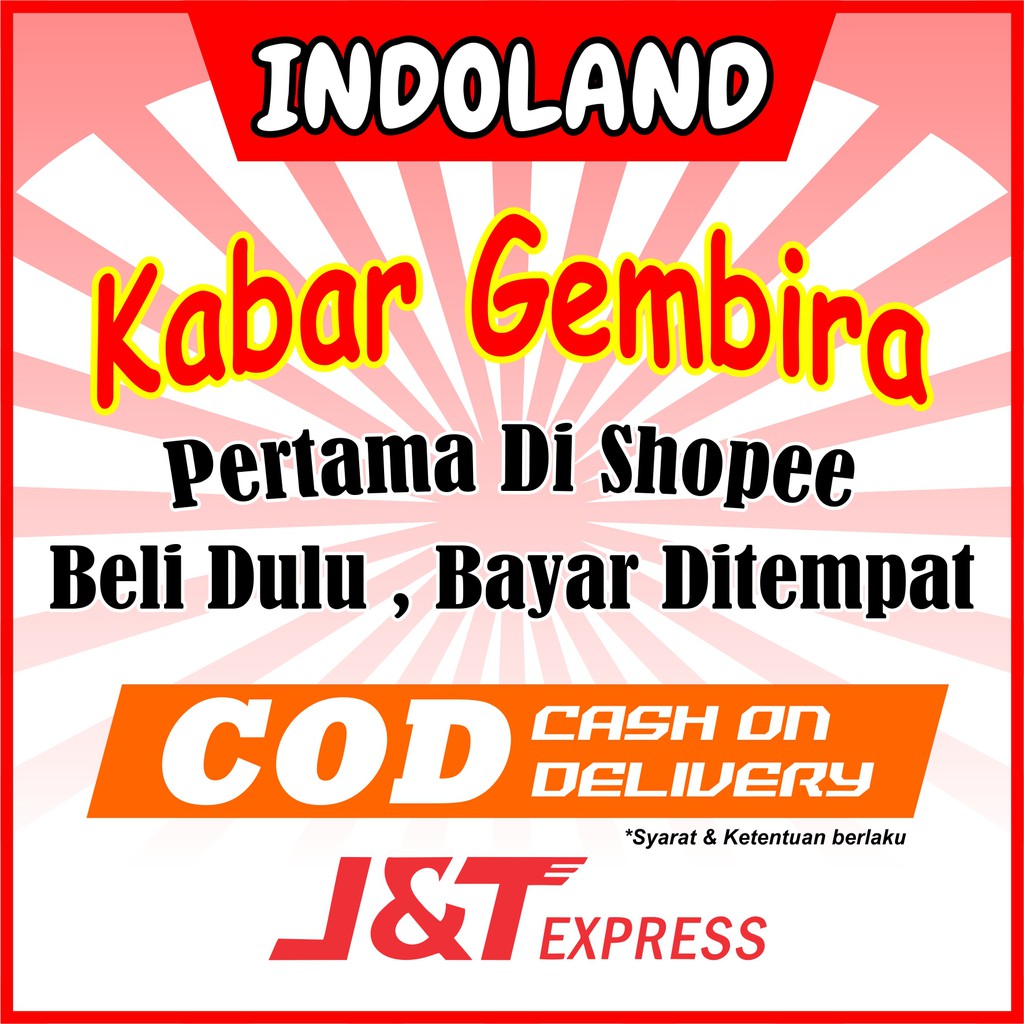 INDOLAND
Kabar Gembira
Pertama Di Shopee
Beli Dulu , Bayar Ditempat
COD CASH ON
DELIVERY
*Syarat & Ketentuan berlaku
J&T EXPRESS